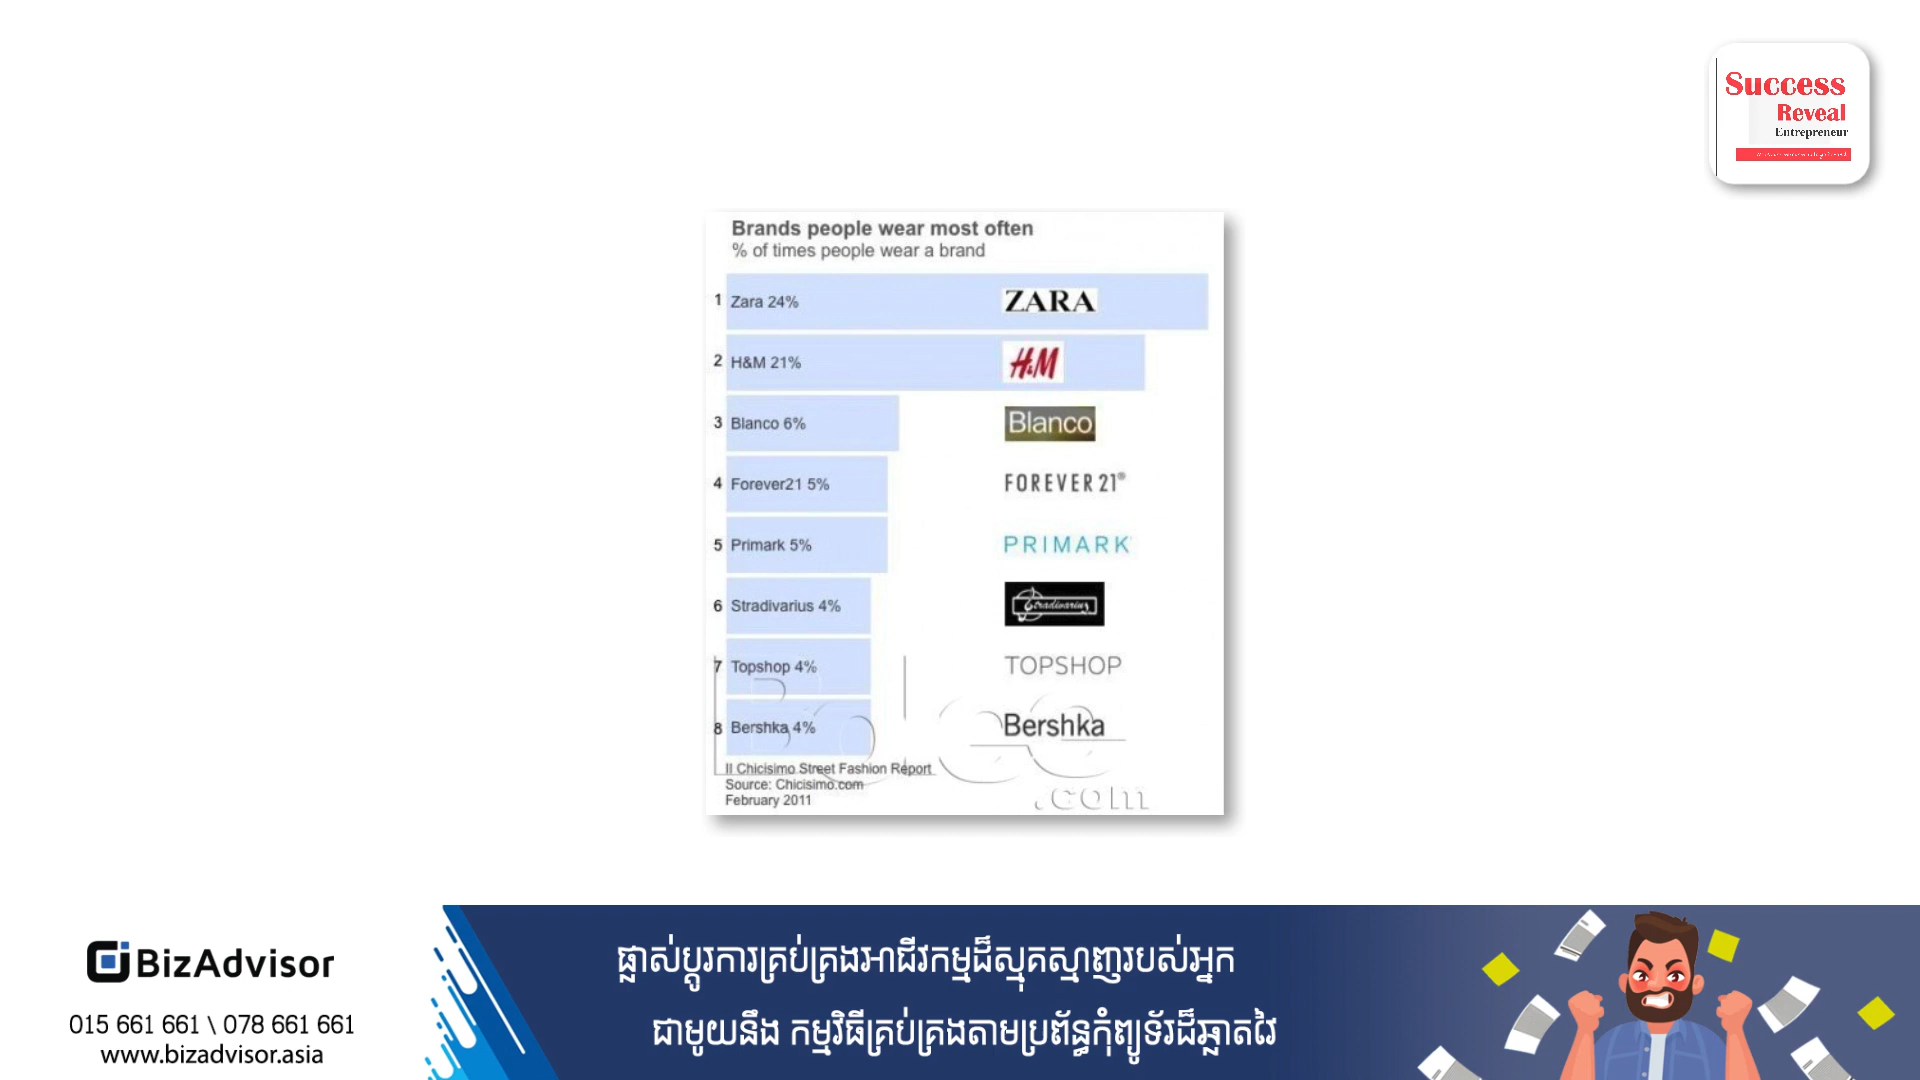 Success
Reveal
Entrepreneur
Brands people wear most often
% of times people wear a brand
1 Zara 24% ZARA
2 H&M 21% H&M
3 Blanco 6% Blanco
4 Forever21 5% FOREVER 21®
5 Primark 5% PRIMARK
6 Stradivarius 4% Stradivarius
7 Topshop 4% TOPSHOP
8 Bershka 4% Bershka
II Chicisimo Street Fashion Report
Source: Chicisimo.com
February 2011
.com
BizAdvisor
015 661 661 \ 078 661 661
www.bizadvisor.asia
ផ្លាស់ប្តូរការគ្រប់គ្រងអាជីវកម្មដ៏ស្មុគស្មាញរបស់អ្នក
ជាមួយនឹង កម្មវិធីគ្រប់គ្រងតាមប្រព័ន្ធកុំព្យូទ័រដ៏ឆ្លាតវៃ